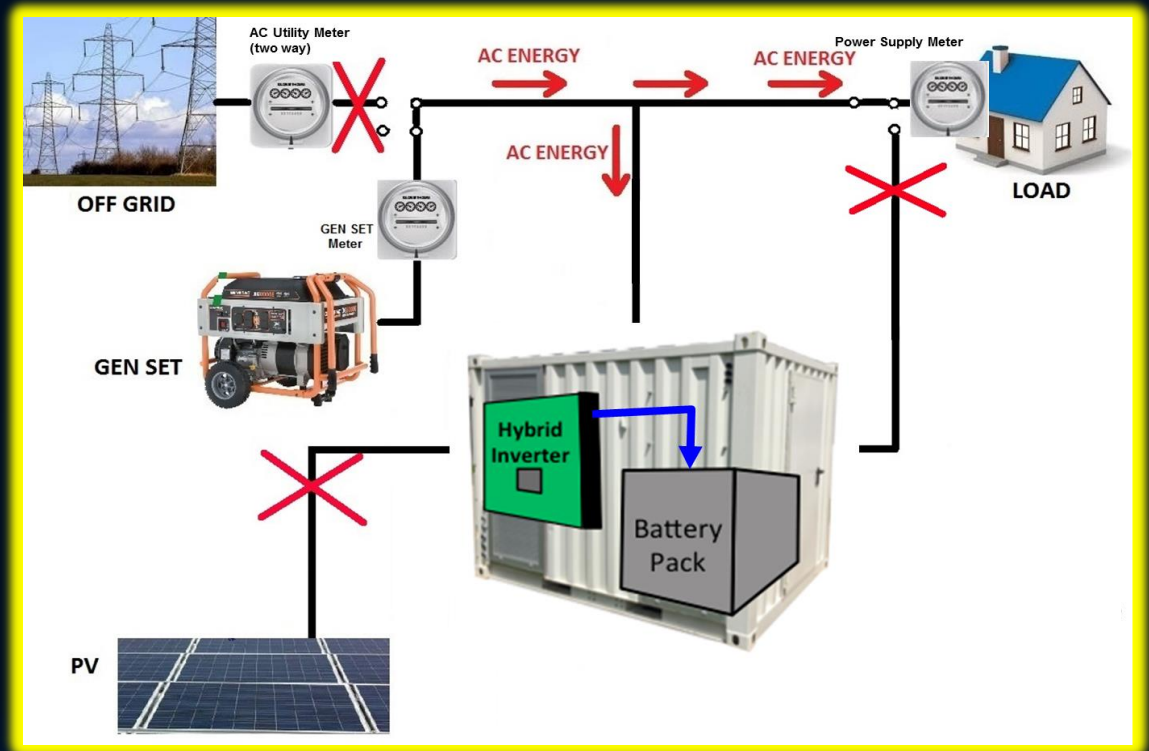 AC Utility Meter
(two way)
Power Supply Meter
AC ENERGY
AC ENERGY
AC ENERGY
OFF GRID
LOAD
GEN SET
Meter
GEN SET
Hybrid
Inverter
Battery
Pack
PV